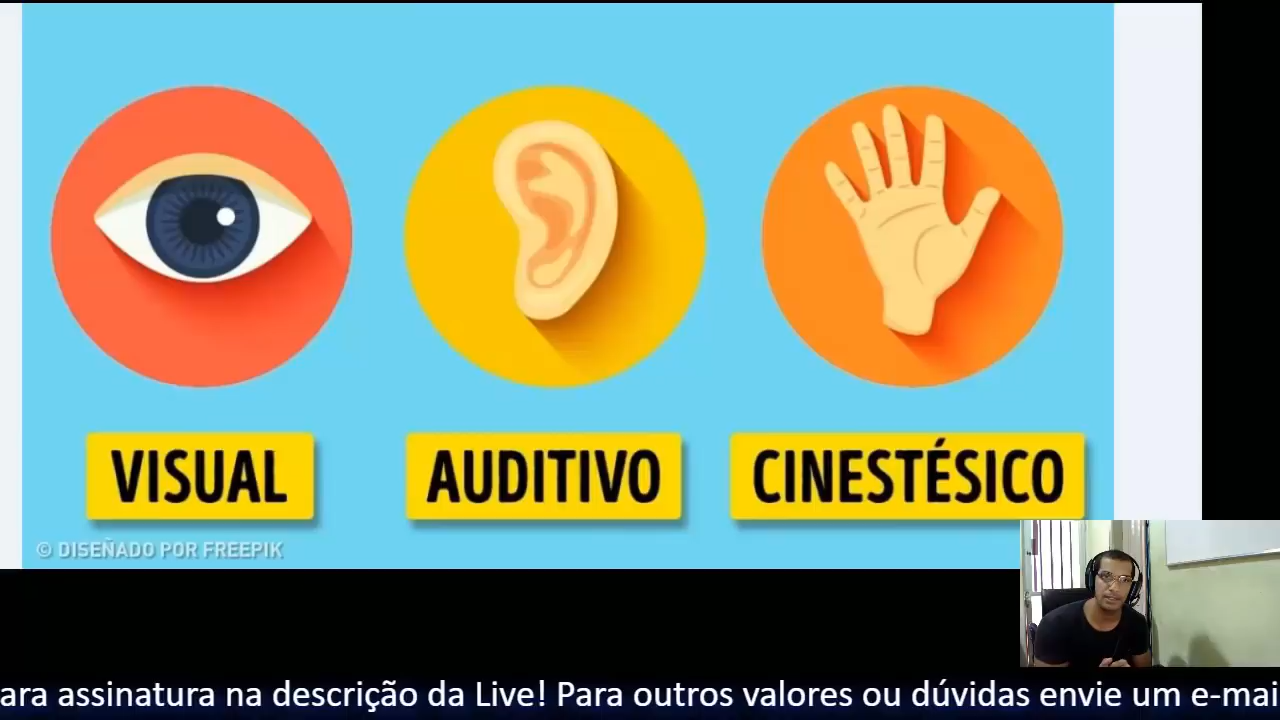 VISUAL
AUDITIVO
CINESTÉSICO
© DISEÑADO POR FREEPIK
ara assinatura na descrição da Live! Para outros valores ou dúvidas envie um e-mai